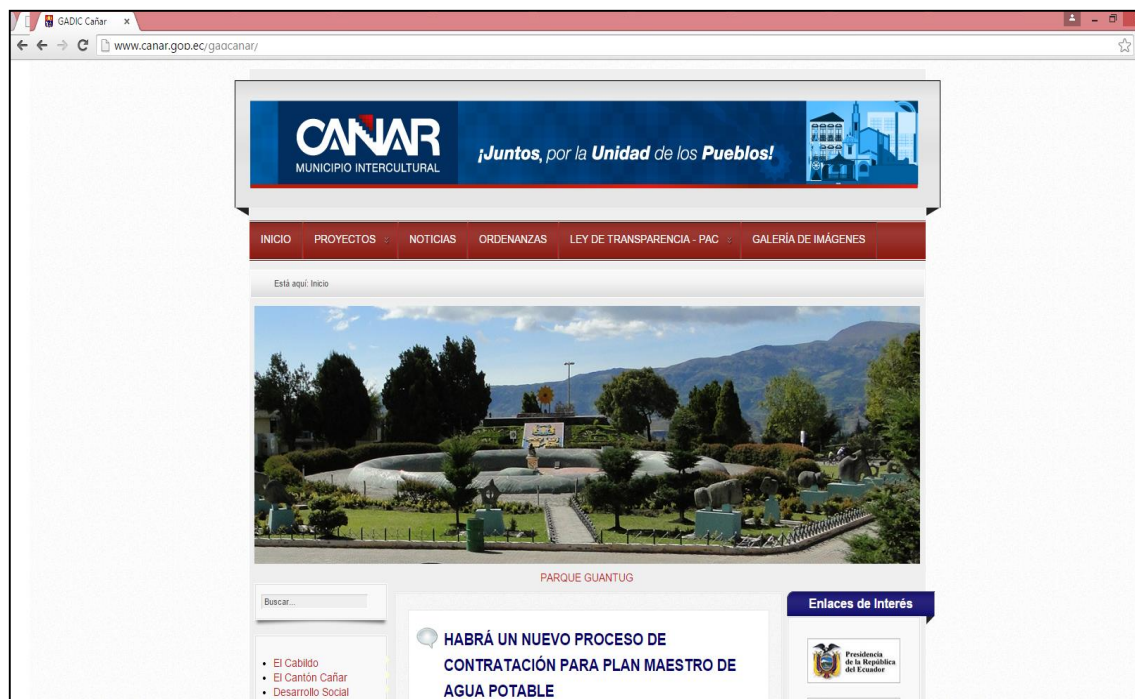 GADIC Cañar
www.canar.gob.ec/gadcanar/
CAÑAR
MUNICIPIO INTERCULTURAL
¡Juntos, por la Unidad de los Pueblos!
INICIO PROYECTOS NOTICIAS ORDENANZAS LEY DE TRANSPARENCIA - PAC GALERÍA DE IMÁGENES
Está aquí: Inicio
PARQUE GUANTUG
Buscar...
El Cabildo
El Cantón Cañar
Desarrollo Social
HABRÁ UN NUEVO PROCESO DE
CONTRATACIÓN PARA PLAN MAESTRO DE
AGUA POTABLE
Enlaces de Interés
Presidencia
de la República
del Ecuador